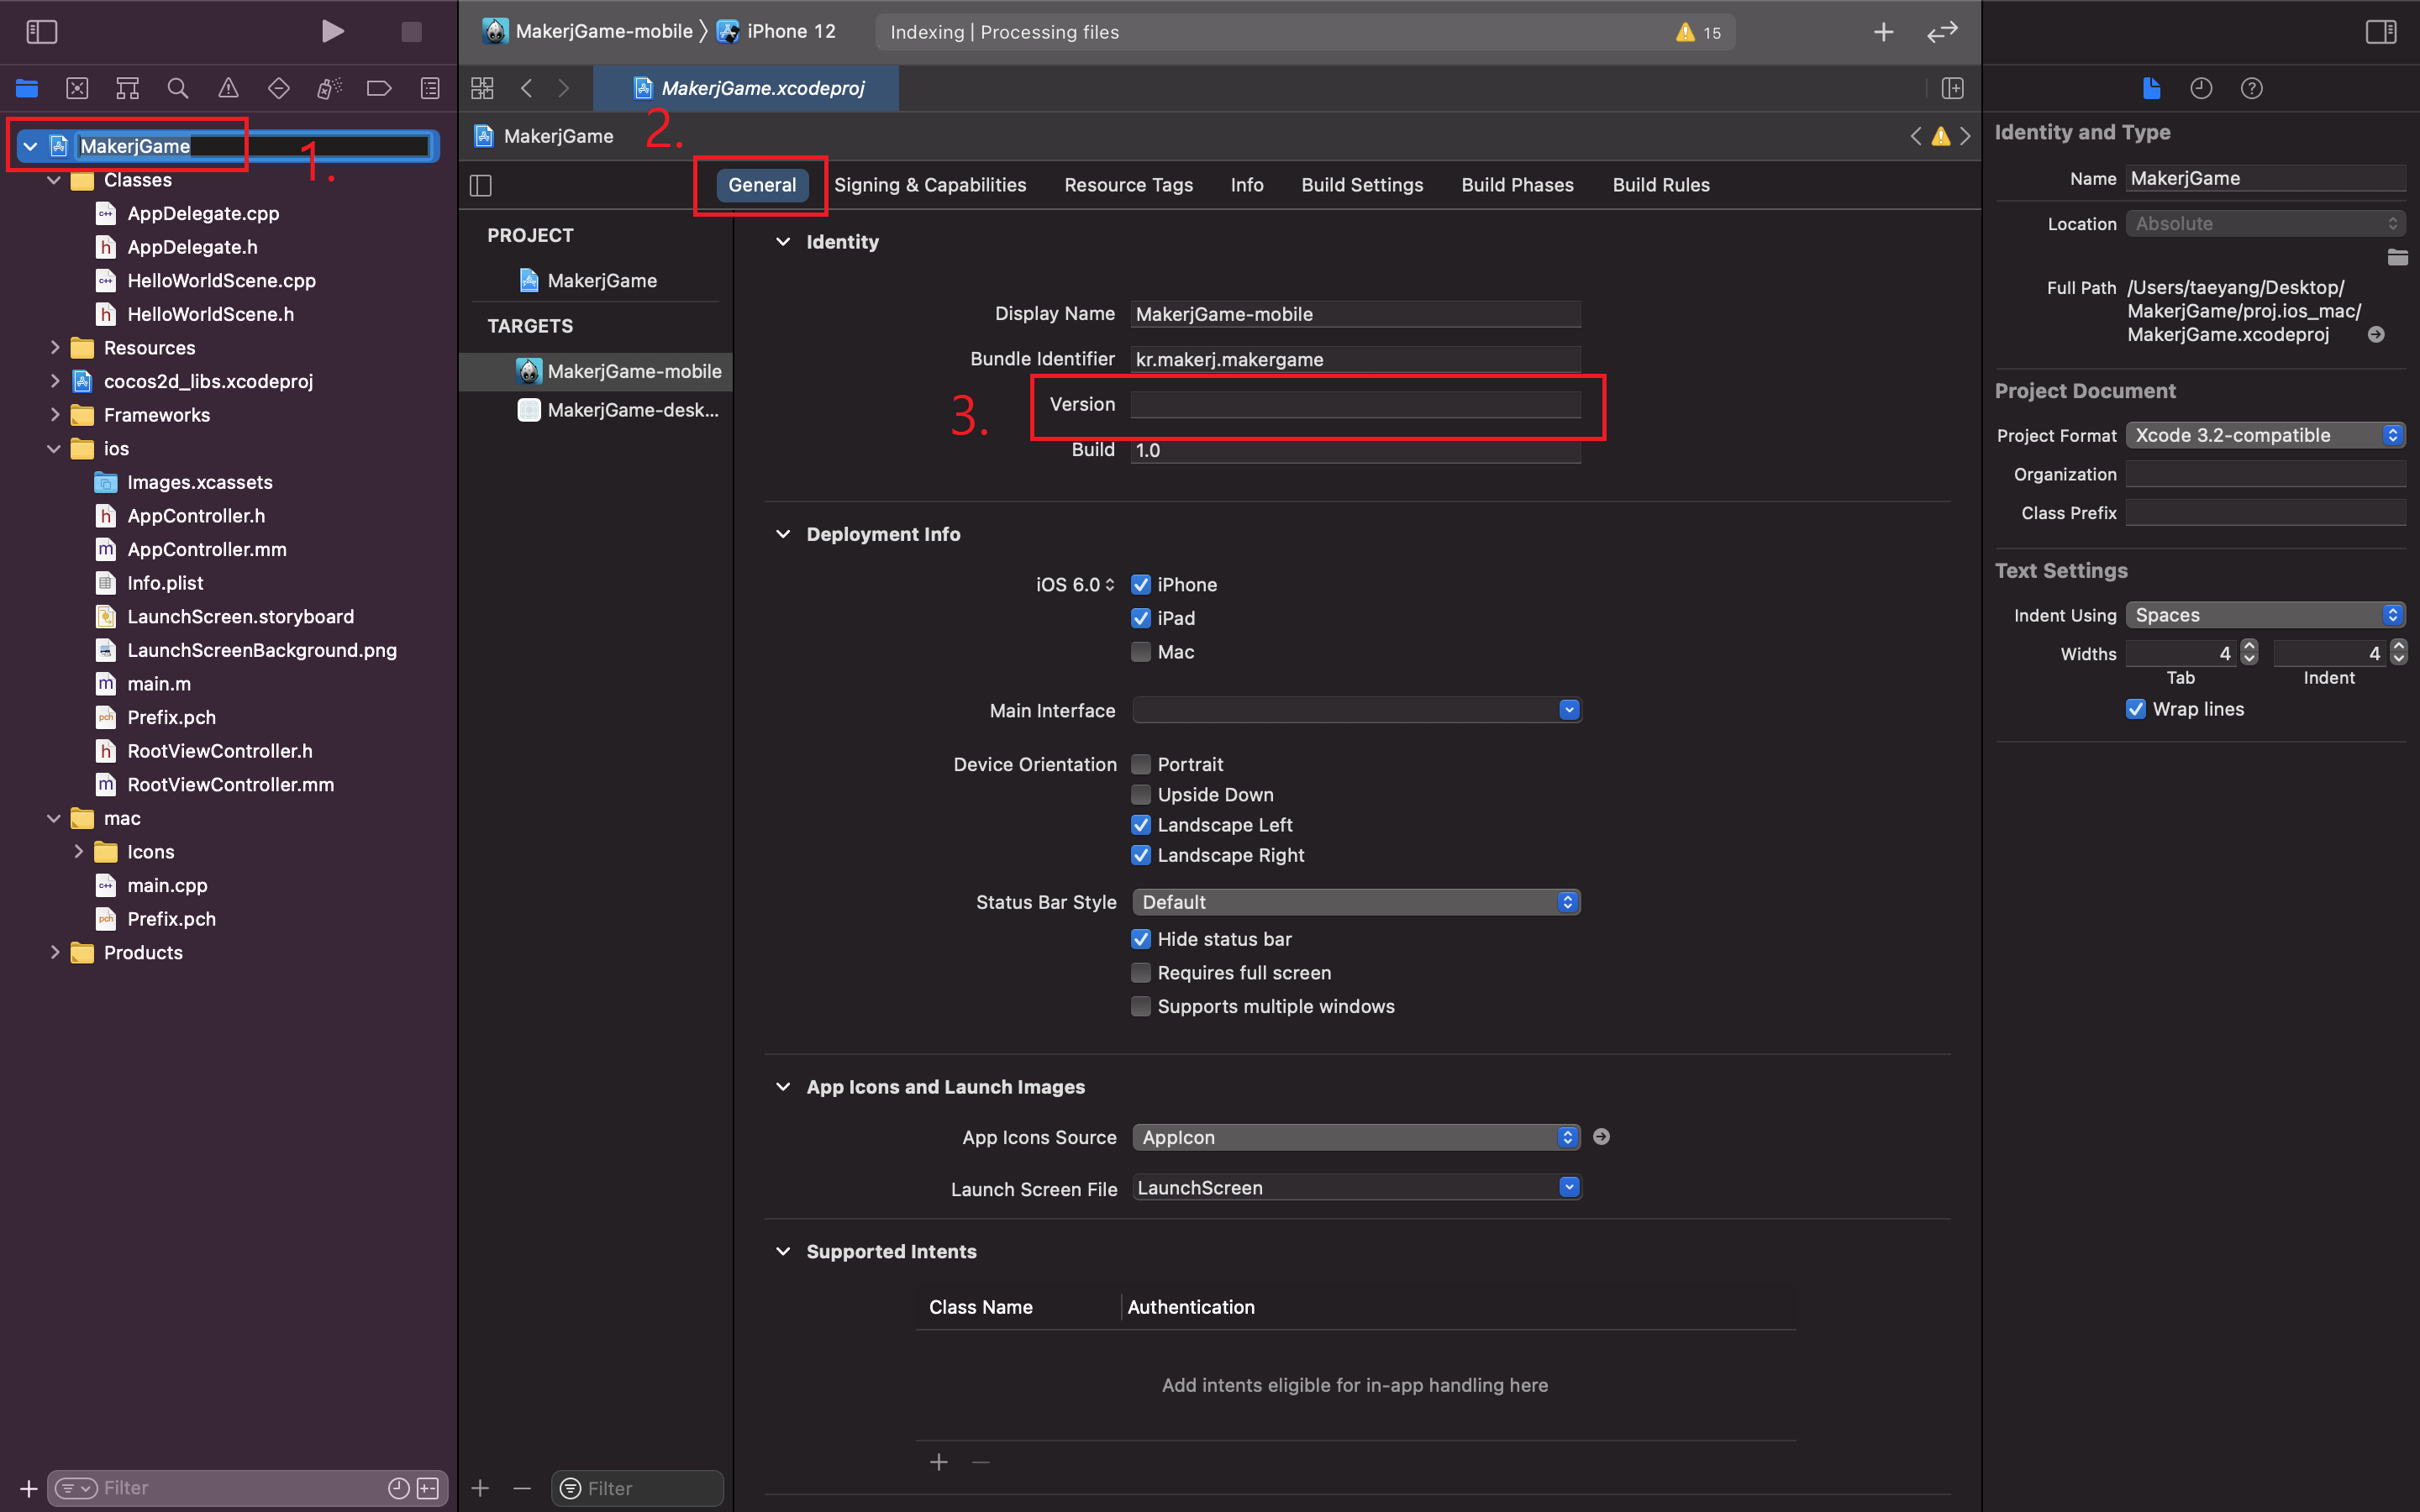 MakerjGame-mobile 〉 iPhone 12
Indexing | Processing files
15
MakerjGame
1.
Classes
AppDelegate.cpp
AppDelegate.h
HelloWorldScene.cpp
HelloWorldScene.h
Resources
cocos2d_libs.xcodeproj
Frameworks
ios
Images.xcassets
AppController.h
AppController.mm
Info.plist
LaunchScreen.storyboard
LaunchScreenBackground.png
main.m
Prefix.pch
RootViewController.h
RootViewController.mm
mac
Icons
main.cpp
Prefix.pch
Products
Filter
MakerjGame.xcodeproj
MakerjGame
2.
General
Signing & Capabilities
Resource Tags
Info
Build Settings
Build Phases
Build Rules
PROJECT
MakerjGame
TARGETS
MakerjGame-mobile
MakerjGame-desk...
Filter
Identity
Display Name MakerjGame-mobile
Bundle Identifier kr.makerj.makergame
3.
Version
Build 1.0
Deployment Info
iOS 6.0 iPhone
iPad
Mac
Main Interface
Device Orientation Portrait
Upside Down
Landscape Left
Landscape Right
Status Bar Style Default
Hide status bar
Requires full screen
Supports multiple windows
App Icons and Launch Images
App Icons Source AppIcon
Launch Screen File LaunchScreen
Supported Intents
Class Name Authentication
Add intents eligible for in-app handling here
Identity and Type
Name MakerjGame
Location Absolute
Full Path /Users/taeyang/Desktop/
MakerjGame/proj.ios_mac/
MakerjGame.xcodeproj
Project Document
Project Format Xcode 3.2-compatible
Organization
Class Prefix
Text Settings
Indent Using Spaces
Widths 4 4
Tab Indent
Wrap lines